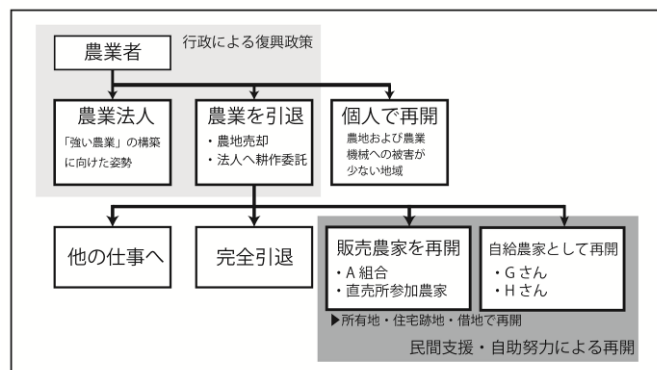 行政による復興政策
農業者
農業法人
「強い農業」の構築
に向けた姿勢
農業を引退
・農地売却
・法人へ耕作委託
個人で再開
農地および農業
機械への被害が
少ない地域
他の仕事へ
完全引退
販売農家を再開
・A 組合
・直売所参加農家
自給農家として再開
・G さん
・H さん
▶所有地・住宅跡地・借地で再開
民間支援・自助努力による再開